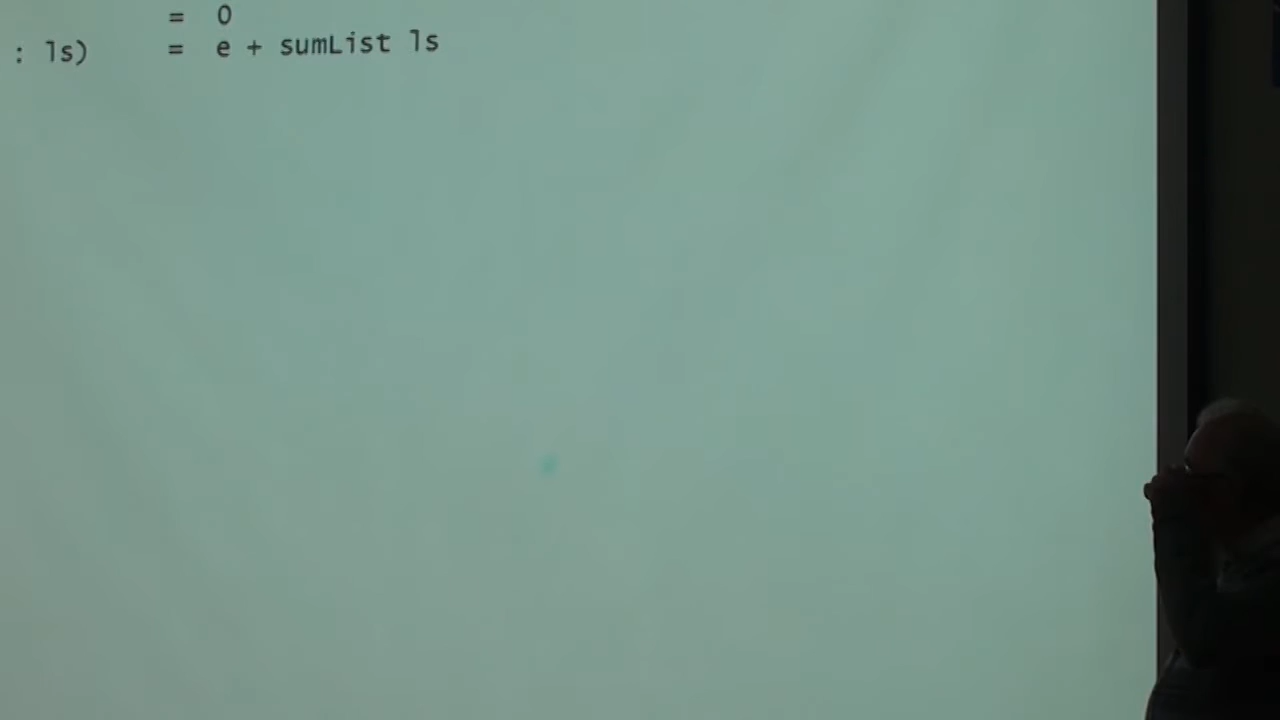 = 0
: ls) = e + sumList ls